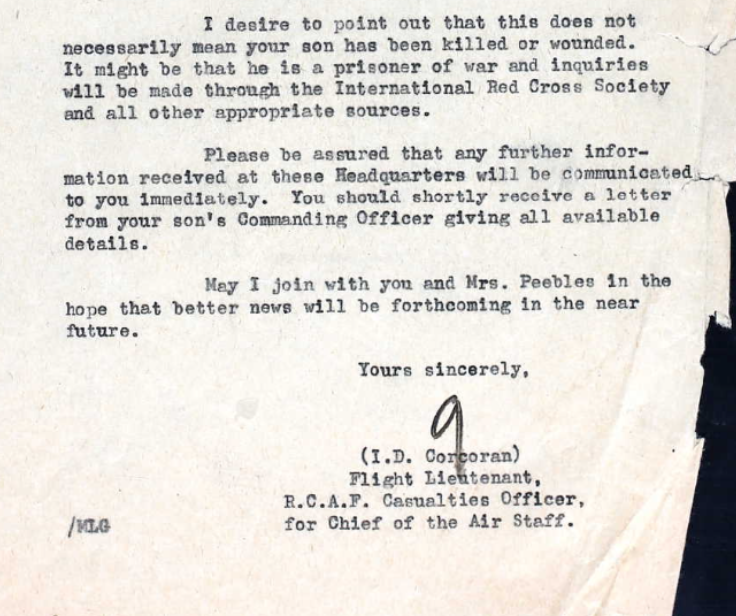 I desire to point out that this does not
necessarily mean your son has been killed or wounded.
It might be that he is a prisoner of war and inquiries
will be made through the International Red Cross Society
and all other appropriate sources.
Please be assured that any further infor-
mation received at these Headquarters will be communicated
to you immediately. You should shortly receive a letter
from your son's Commanding Officer giving all available
details.
May I join with you and Mrs. Peebles in the
hope that better news will be forthcoming in the near
future.
Yours sincerely,
(I.D. Corcoran)
Flight Lieutenant,
R.C.A.F. Casualties Officer,
/MLG
for Chief of the Air Staff.